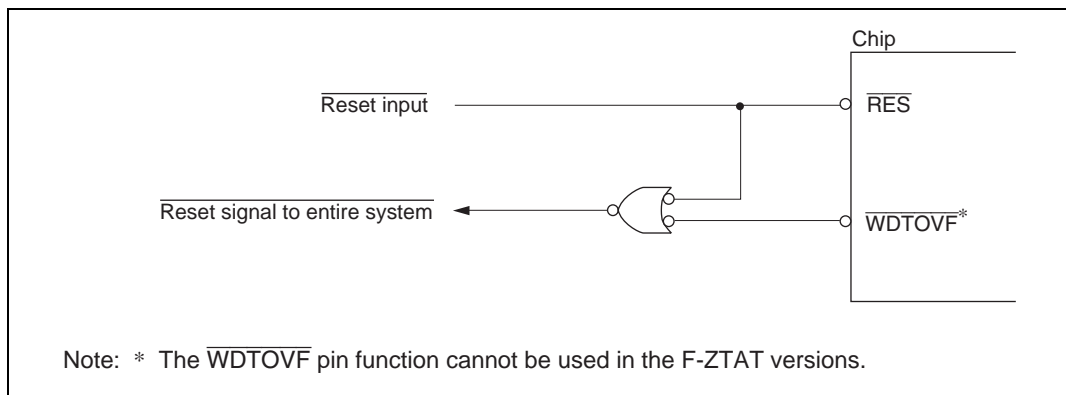 Chip
Reset input
RES
Reset signal to entire system
WDTOVF*
Note: * The WDTOVF pin function cannot be used in the F-ZTAT versions.